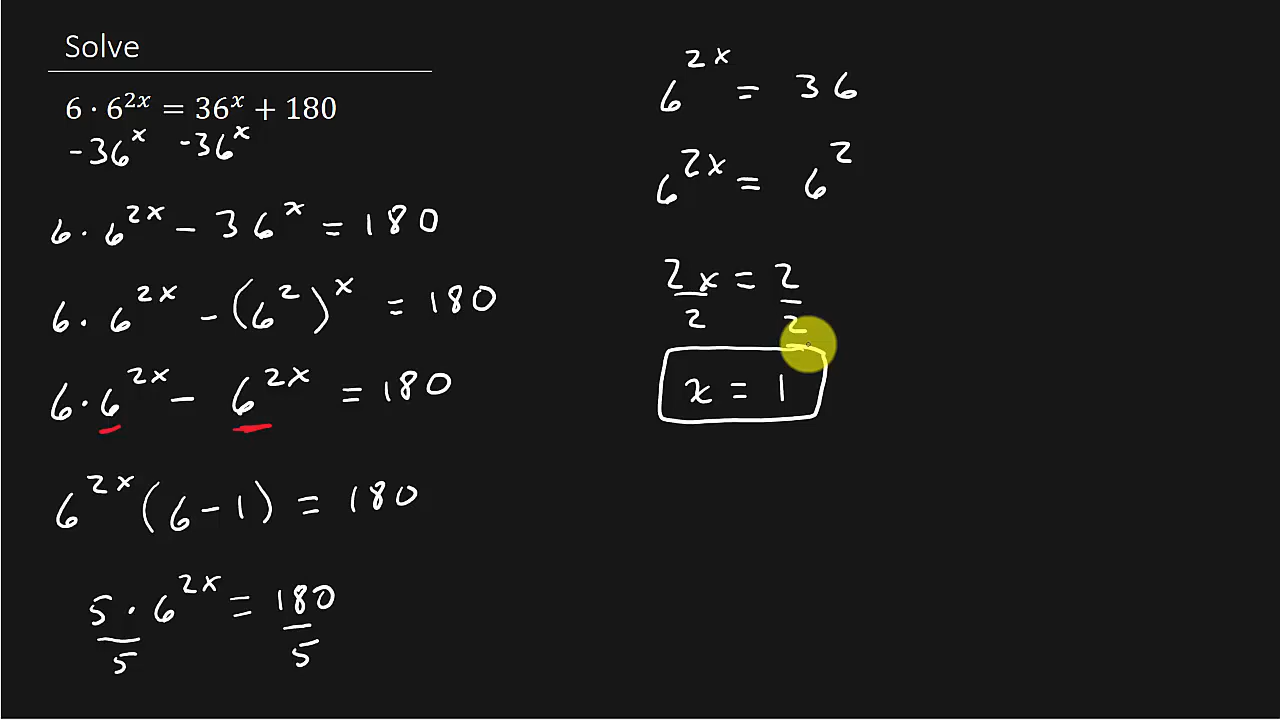 Solve
6 · 6^{2x} = 36^x + 180
-36^x -36^x
6 · 6^{2x} - 36^x = 180
6 · 6^{2x} - (6^2)^x = 180
6 · 6^{2x} - 6^{2x} = 180
6^{2x} (6 - 1) = 180
5 · 6^{2x} = 180
5 5
6^{2x} = 36
6^{2x} = 6^2
2x = 2
2 2
x = 1